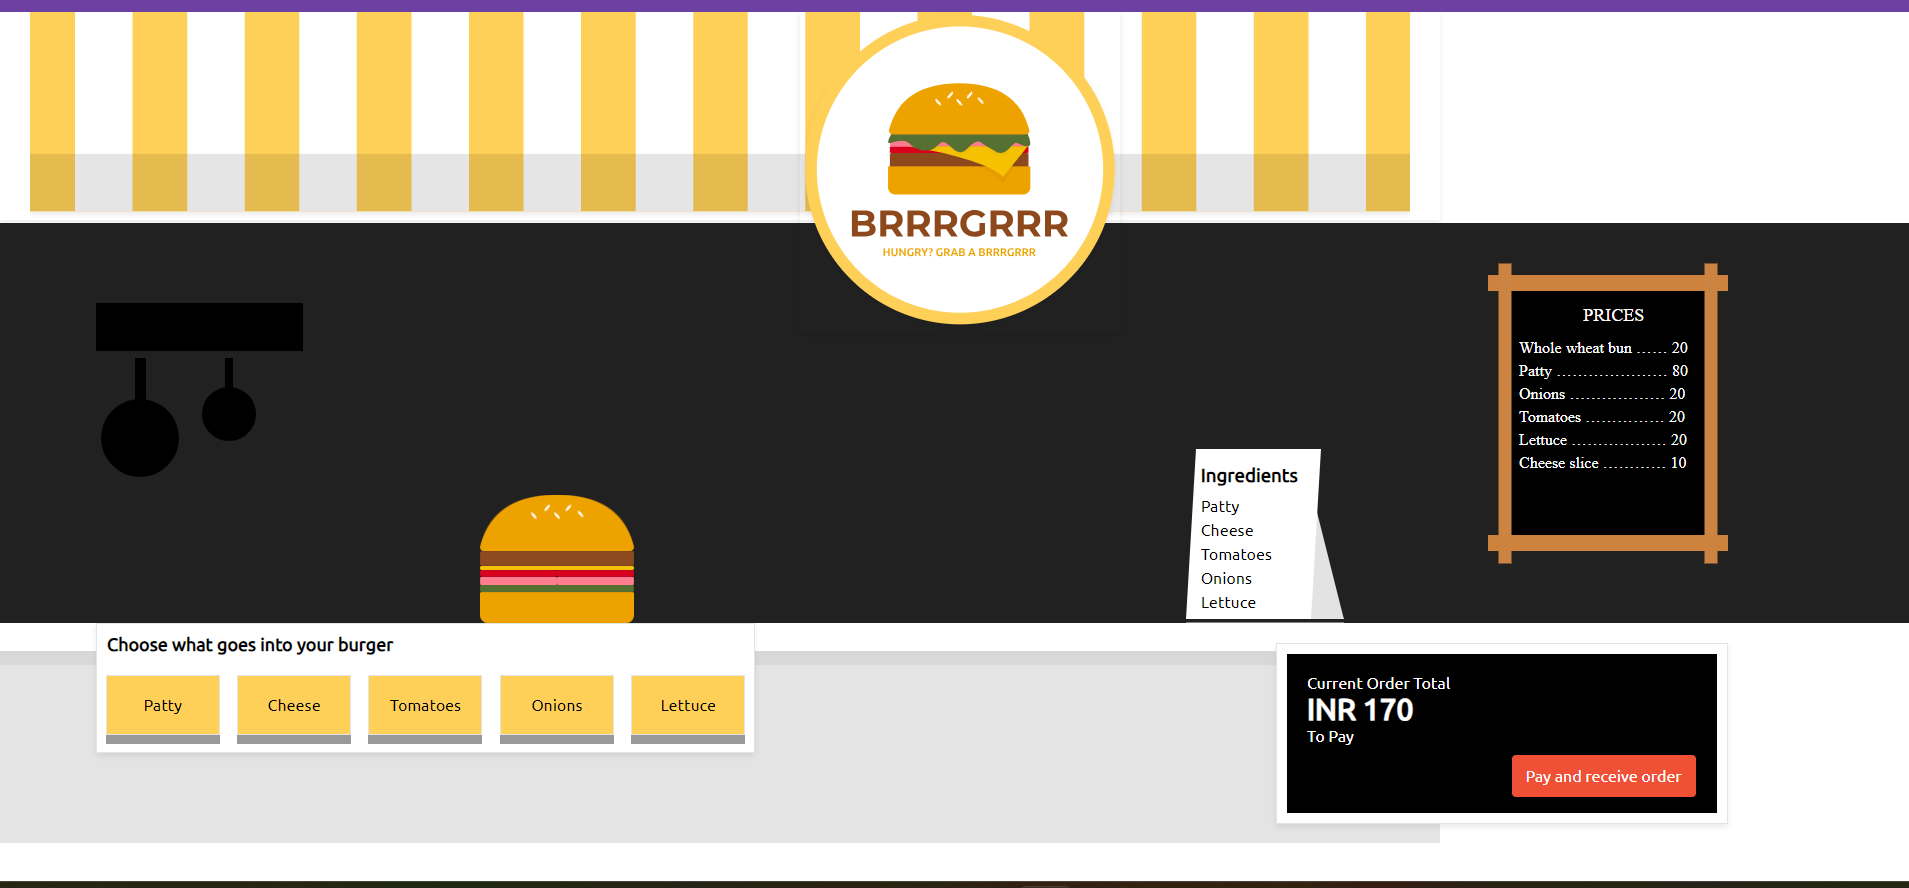 BRRRGRRR
HUNGRY? GRAB A BRRRGRRR
PRICES
Whole wheat bun ...... 20
Patty ..................... 80
Onions .................. 20
Tomatoes ............... 20
Lettuce .................. 20
Cheese slice ............ 10
Ingredients
Patty
Cheese
Tomatoes
Onions
Lettuce
Choose what goes into your burger
Patty
Cheese
Tomatoes
Onions
Lettuce
Current Order Total
INR 170
To Pay
Pay and receive order